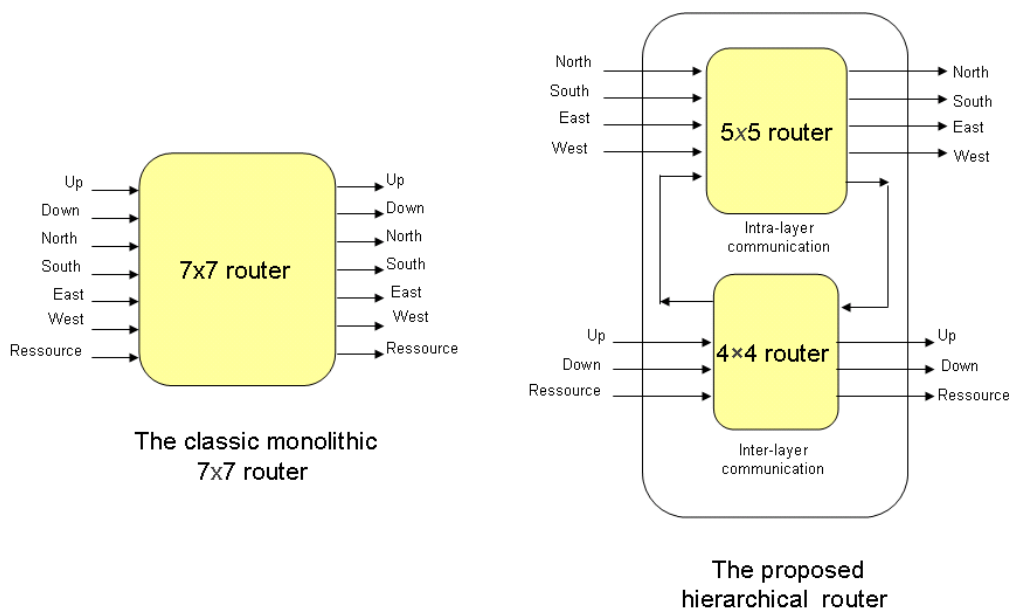 Up
Down
North
South
East
West
Ressource
7x7 router
Up
Down
North
South
East
West
Ressource
The classic monolithic
7x7 router
North
South
East
West
5x5 router
North
South
East
West
Intra-layer
communication
Up
Down
Ressource
4×4 router
Up
Down
Ressource
Inter-layer
communication
The proposed
hierarchical router